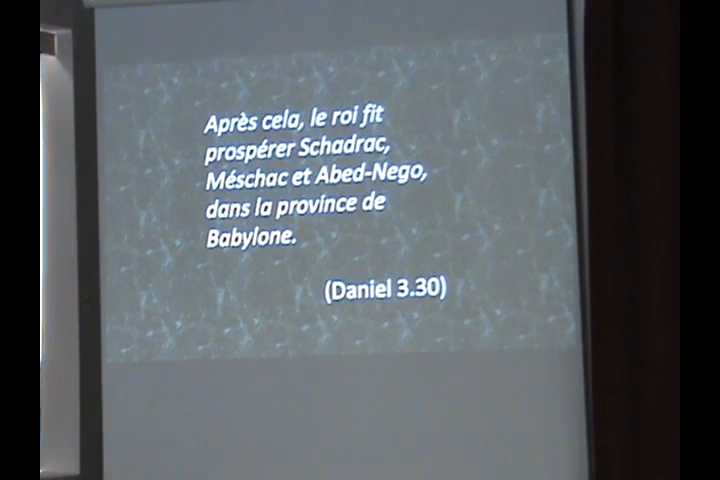 Après cela, le roi fit
prospérer Schadrac,
Méschac et Abed-Nego,
dans la province de
Babylone.
(Daniel 3.30)